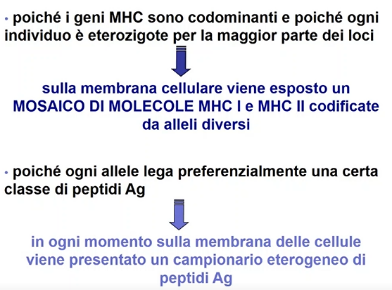 • poiché i geni MHC sono codominanti e poiché ogni
individuo è eterozigote per la maggior parte dei loci
sulla membrana cellulare viene esposto un
MOSAICO DI MOLECOLE MHC I e MHC II codificate
da alleli diversi
• poiché ogni allele lega preferenzialmente una certa
classe di peptidi Ag
in ogni momento sulla membrana delle cellule
viene presentato un campionario eterogeneo di
peptidi Ag